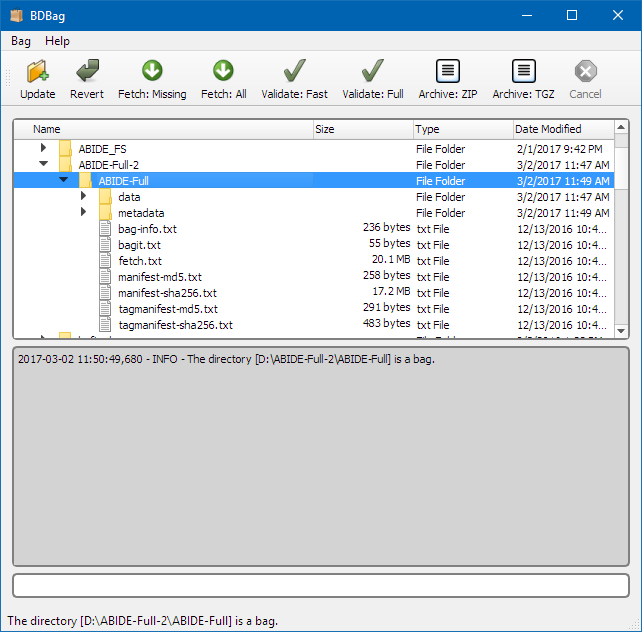 BDBag
Bag Help
Update Revert Fetch: Missing Fetch: All Validate: Fast Validate: Full Archive: ZIP Archive: TGZ Cancel
Name Size Type Date Modified
ABIDE_FS File Folder 2/1/2017 9:42 PM
ABIDE-Full-2 File Folder 3/2/2017 11:47 AM
ABIDE-Full File Folder 3/2/2017 11:49 AM
data File Folder 3/2/2017 11:47 AM
metadata File Folder 3/2/2017 11:47 AM
bag-info.txt 236 bytes txt File 12/13/2016 10:4...
bagit.txt 55 bytes txt File 12/13/2016 10:4...
fetch.txt 20.1 MB txt File 12/13/2016 10:4...
manifest-md5.txt 258 bytes txt File 12/13/2016 10:4...
manifest-sha256.txt 17.2 MB txt File 12/13/2016 10:4...
tagmanifest-md5.txt 291 bytes txt File 12/13/2016 10:4...
tagmanifest-sha256.txt 483 bytes txt File 12/13/2016 10:4...
2017-03-02 11:50:49,680 - INFO - The directory [D:\ABIDE-Full-2\ABIDE-Full] is a bag.
The directory [D:\ABIDE-Full-2\ABIDE-Full] is a bag.